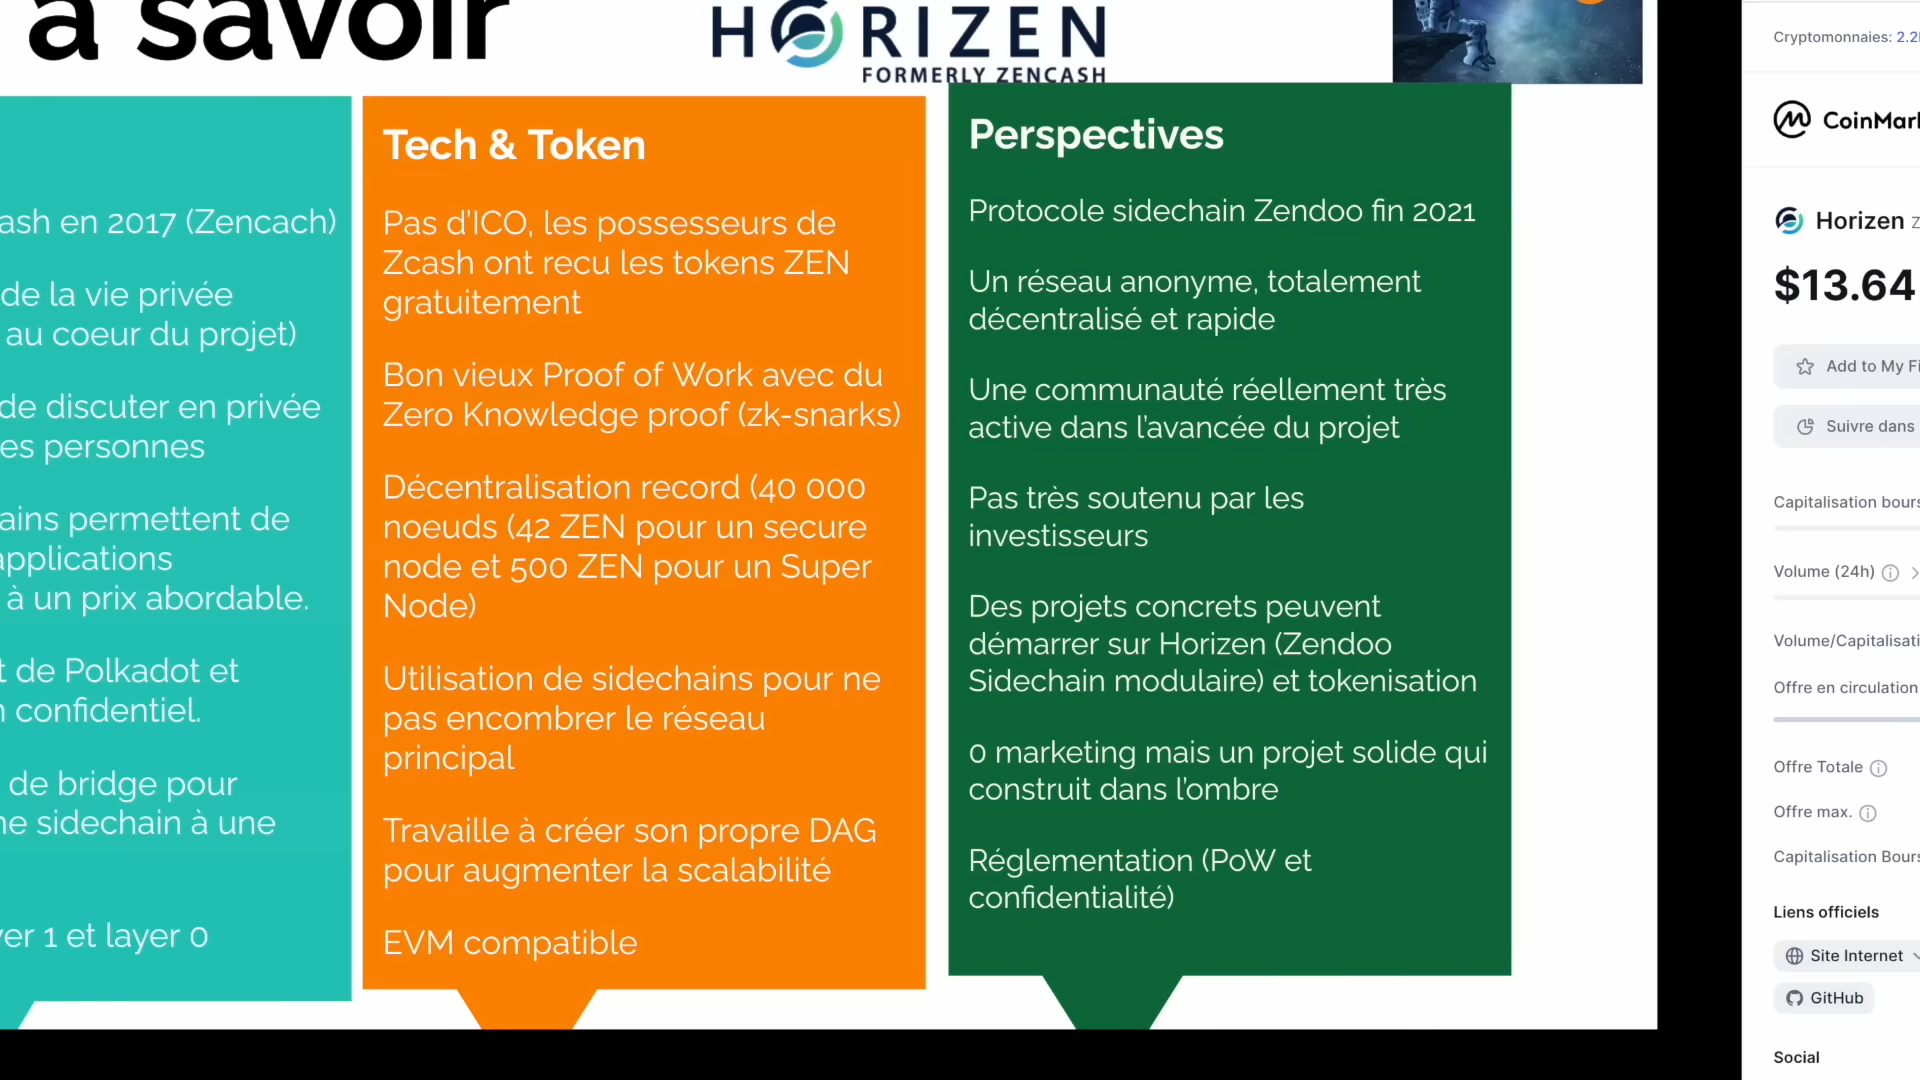 à savoir
HORIZEN
FORMERLY ZENCASH
ash en 2017 (Zencach)
de la vie privée
au coeur du projet)
de discuter en privée
es personnes
ains permettent de
applications
à un prix abordable.
t de Polkadot et
confidentiel.
de bridge pour
ne sidechain à une
er 1 et layer 0
Tech & Token
Pas d'ICO, les possesseurs de
Zcash ont recu les tokens ZEN
gratuitement
Bon vieux Proof of Work avec du
Zero Knowledge proof (zk-snarks)
Décentralisation record (40 000
noeuds (42 ZEN pour un secure
node et 500 ZEN pour un Super
Node)
Utilisation de sidechains pour ne
pas encombrer le réseau
principal
Travaille à créer son propre DAG
pour augmenter la scalabilité
EVM compatible
Perspectives
Protocole sidechain Zendoo fin 2021
Un réseau anonyme, totalement
décentralisé et rapide
Une communauté réellement très
active dans l'avancée du projet
Pas très soutenu par les
investisseurs
Des projets concrets peuvent
démarrer sur Horizen (Zendoo
Sidechain modulaire) et tokenisation
0 marketing mais un projet solide qui
construit dans l'ombre
Réglementation (PoW et
confidentialité)
Cryptomonnaies: 2.2
CoinMar
Horizen
$13.64
Add to My Fi
Suivre dans
Capitalisation bours
Volume (24h)
Volume/Capitalisati
Offre en circulation
Offre Totale
Offre max.
Capitalisation Bours
Liens officiels
Site Internet
GitHub
Social